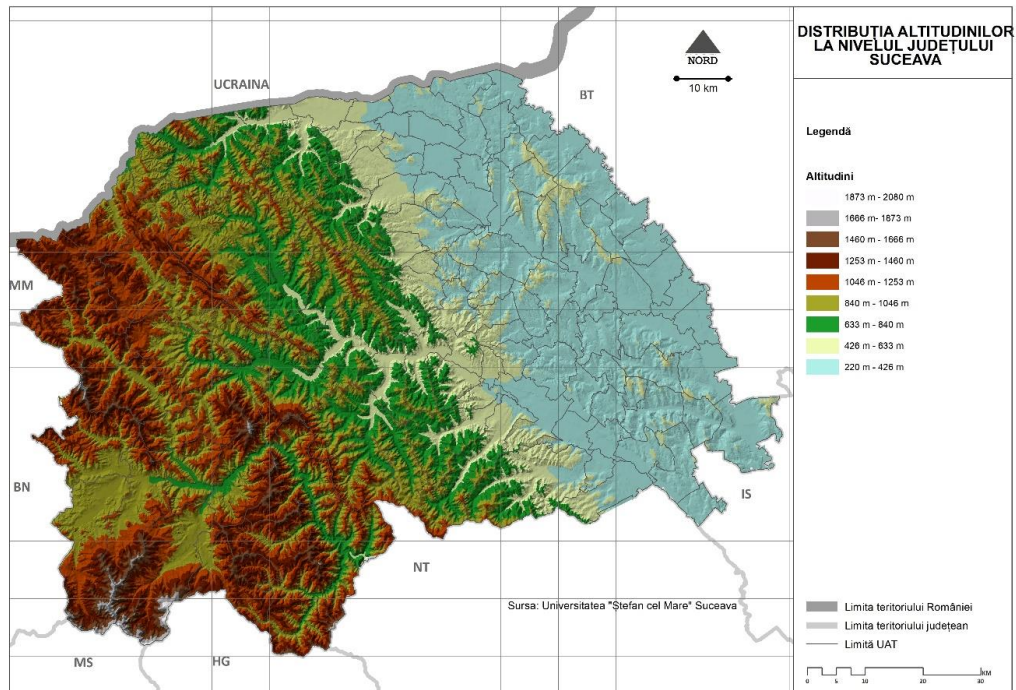 DISTRIBUȚIA ALTITUDINILOR
LA NIVELUL JUDEȚULUI
SUCEAVA
NORD
10 km
UCRAINA
BT
MM
BN
IS
NT
MS
HG
Sursa: Universitatea "Stefan cel Mare" Suceava
Legendă
Altitudini
1873 m - 2080 m
1666 m- 1873 m
1460 m - 1666 m
1253 m - 1460 m
1046 m - 1253 m
840 m - 1046 m
633 m - 840 m
426 m - 633 m
220 m - 426 m
Limita teritoriului României
Limita teritoriului județean
Limită UAT
KM
0 5 10 20 30